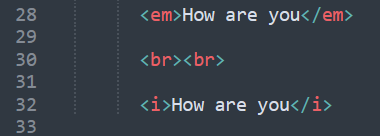 28 <em>How are you</em>
29
30 <br><br>
31
32 <i>How are you</i>
33